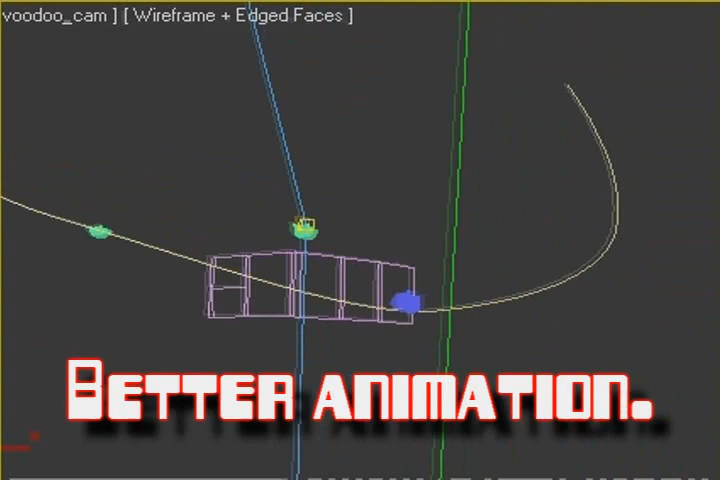 voodoo_cam ] [ Wireframe + Edged Faces ]
Better animation.